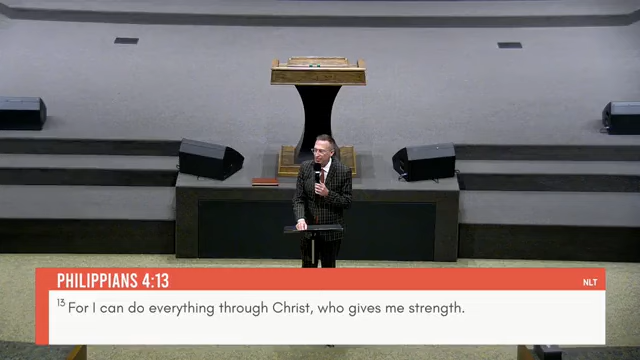 PHILIPPIANS 4:13 NLT
13 For I can do everything through Christ, who gives me strength.